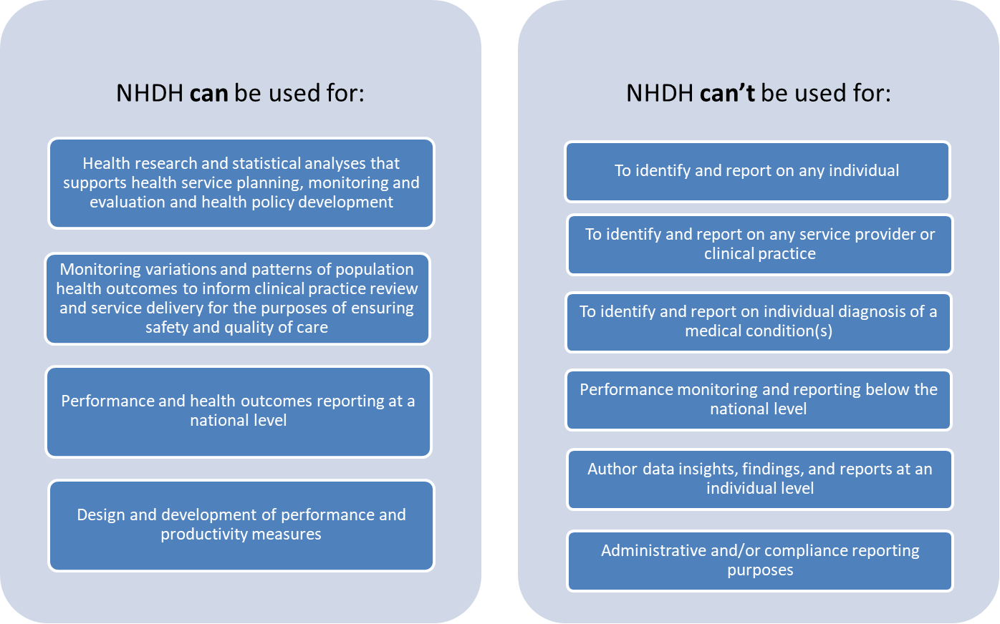 NHDH can be used for:
Health research and statistical analyses that
supports health service planning, monitoring and
evaluation and health policy development
Monitoring variations and patterns of population
health outcomes to inform clinical practice review
and service delivery for the purposes of ensuring
safety and quality of care
Performance and health outcomes reporting at a
national level
Design and development of performance and
productivity measures
NHDH can’t be used for:
To identify and report on any individual
To identify and report on any service provider or
clinical practice
To identify and report on individual diagnosis of a
medical condition(s)
Performance monitoring and reporting below the
national level
Author data insights, findings, and reports at an
individual level
Administrative and/or compliance reporting
purposes